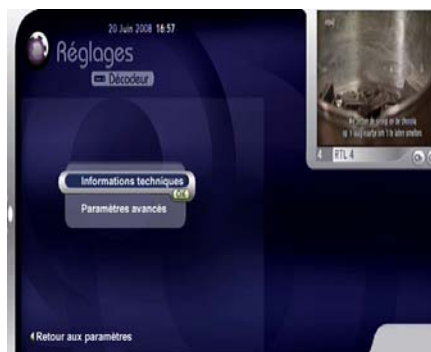 20 Juin 2008 16:57
Réglages
Décodeur
4 RTL 4
Informations techniques
OK
Paramètres avancés
Retour aux paramètres